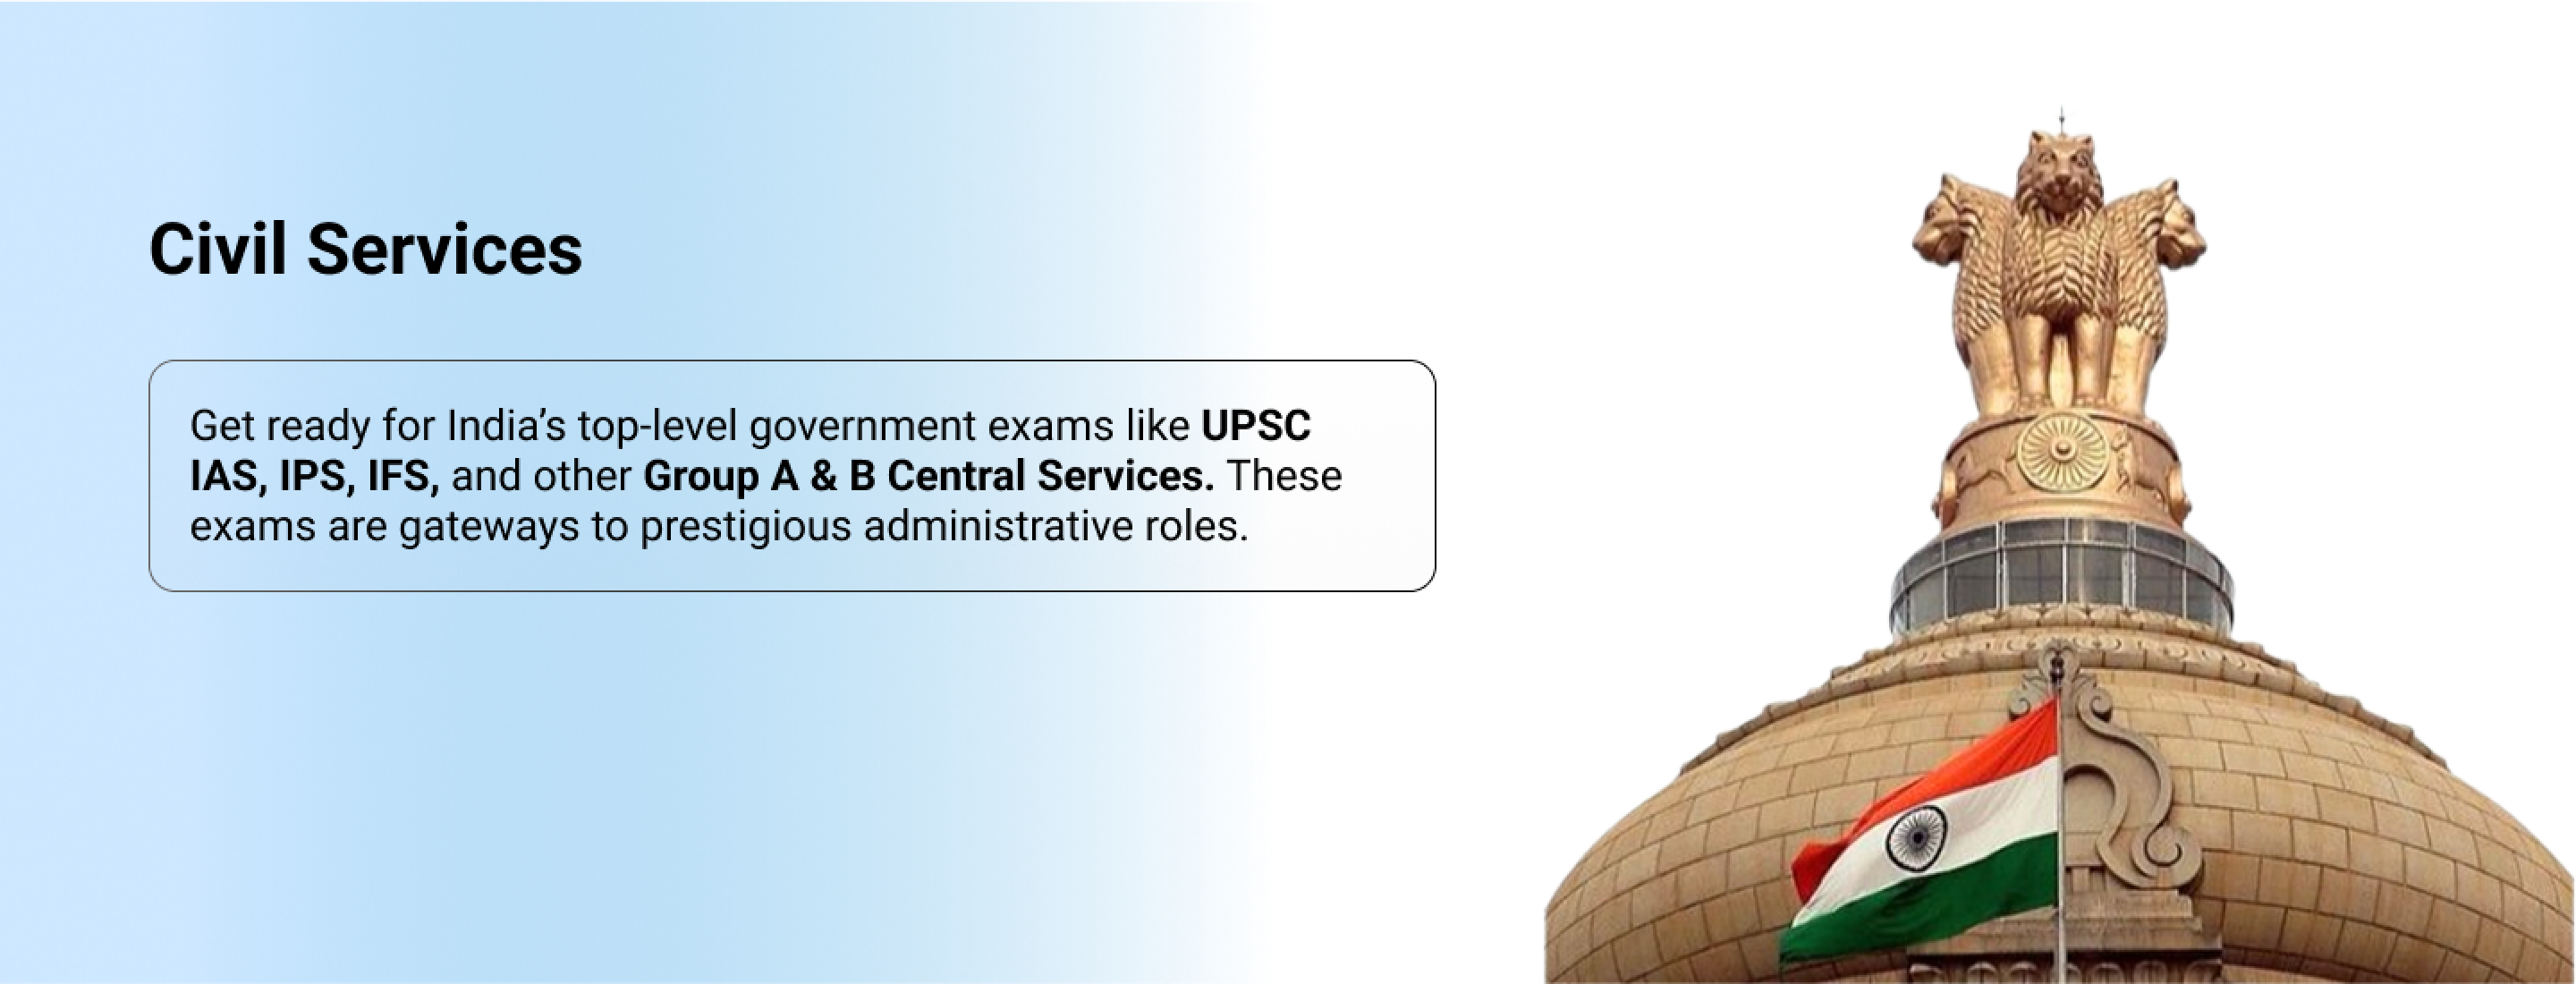 Civil Services
Get ready for India’s top-level government exams like UPSC
IAS, IPS, IFS, and other Group A & B Central Services. These
exams are gateways to prestigious administrative roles.